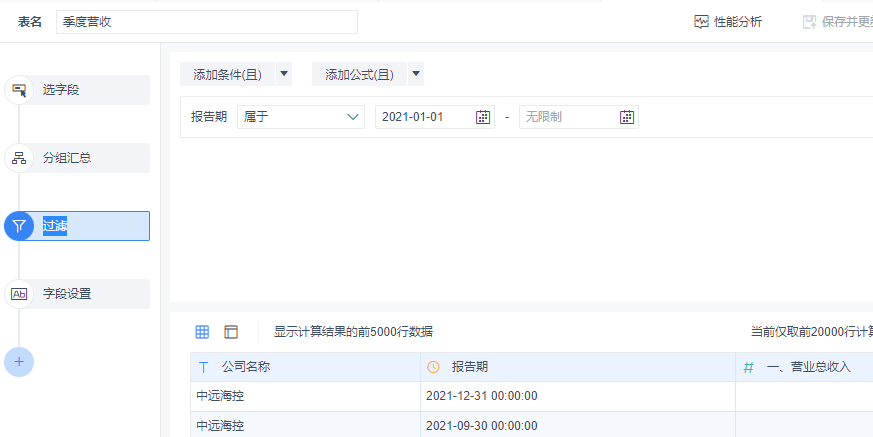 表名 季度营收 性能分析 保存并更
选字段
分组汇总
过滤
字段设置
添加条件(且) 添加公式(且)
报告期 属于 2021-01-01 - 无限制
显示计算结果的前5000行数据 当前仅取前20000行计
T 公司名称 报告期 # 一、营业总收入
中远海控 2021-12-31 00:00:00
中远海控 2021-09-30 00:00:00